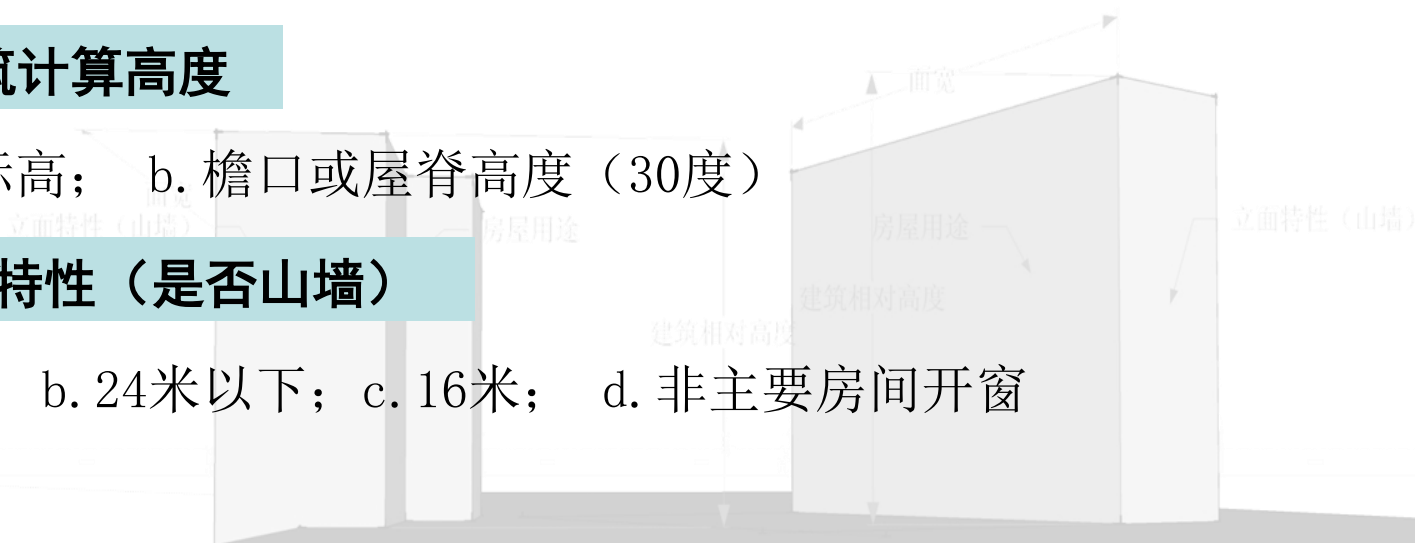 筑计算高度
标高； b.檐口或屋脊高度（30度）
特性（是否山墙）
b.24米以下；c.16米； d.非主要房间开窗
面宽
面宽
立面特性（山墙）
房屋用途
房屋用途
立面特性（山墙）
建筑相对高度
建筑相对高度